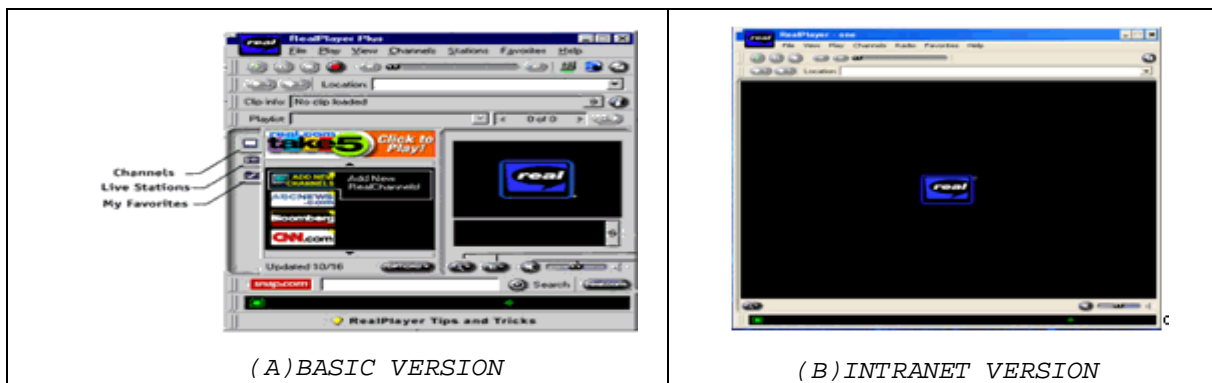 real RealPlayer Plus
File Play View Channels Stations Favorites Help
Location:
Clip info: No clip loaded
Playlist 0 of 0
real.com
take5 Click to Play!
Channels
Live Stations
My Favorites
ADD NEW CHANNELS
Add New RealChannels!
ABCNEWS.com
Bloomberg
CNN.com
real
Updated 10/16
snap.com Search
RealPlayer Tips and Tricks
(A)BASIC VERSION
real RealPlayer - one
File View Play Channels Radio Favorites Help
Location:
real
(B)INTRANET VERSION